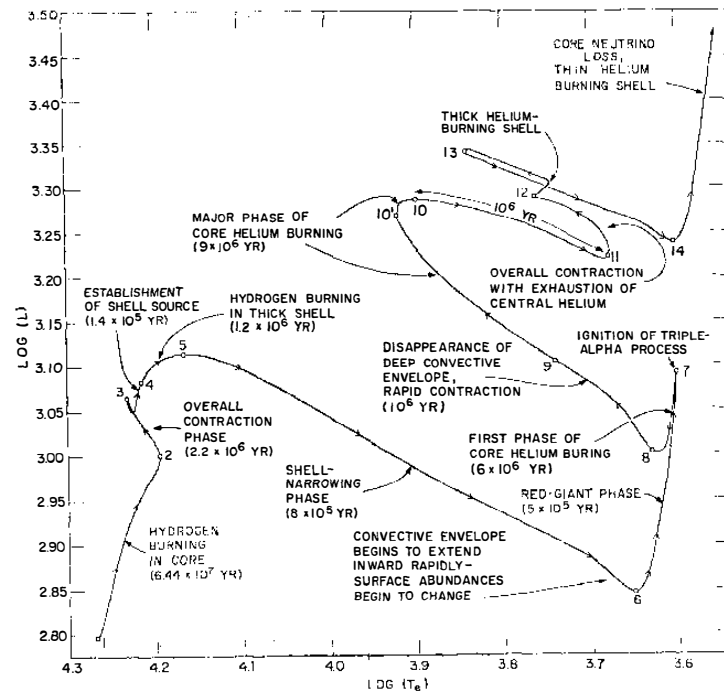 3.50
3.45
3.40
3.35
3.30
3.25
3.20
3.15
3.10
3.05
3.00
2.95
2.90
2.85
2.80
LOG (L)
4.3
4.2
4.1
4.0
3.9
3.8
3.7
3.6
LOG (Te)
CORE NEUTRINO
LOSS,
THIN HELIUM
BURNING SHELL
THICK HELIUM-
BURNING SHELL
13
12
10'
10
10⁶ YR
11
14
MAJOR PHASE OF
CORE HELIUM BURNING
(9 x 10⁶ YR)
OVERALL CONTRACTION
WITH EXHAUSTION OF
CENTRAL HELIUM
ESTABLISHMENT
OF SHELL SOURCE
(1.4 x 10⁵ YR)
HYDROGEN BURNING
IN THICK SHELL
(1.2 x 10⁶ YR)
IGNITION OF TRIPLE-
ALPHA PROCESS
5
4
3
9
7
DISAPPEARANCE OF
DEEP CONVECTIVE
ENVELOPE,
RAPID CONTRACTION
(10⁶ YR)
OVERALL
CONTRACTION
PHASE
(2.2 x 10⁶ YR)
2
FIRST PHASE OF
CORE HELIUM BURING
(6 x 10⁶ YR)
8
SHELL-
NARROWING
PHASE
(8 x 10⁵ YR)
RED-GIANT PHASE
(5 x 10⁵ YR)
HYDROGEN
BURNING
IN CORE
(6.44 x 10⁷ YR)
CONVECTIVE ENVELOPE
BEGINS TO EXTEND
INWARD RAPIDLY-
SURFACE ABUNDANCES
BEGIN TO CHANGE
6